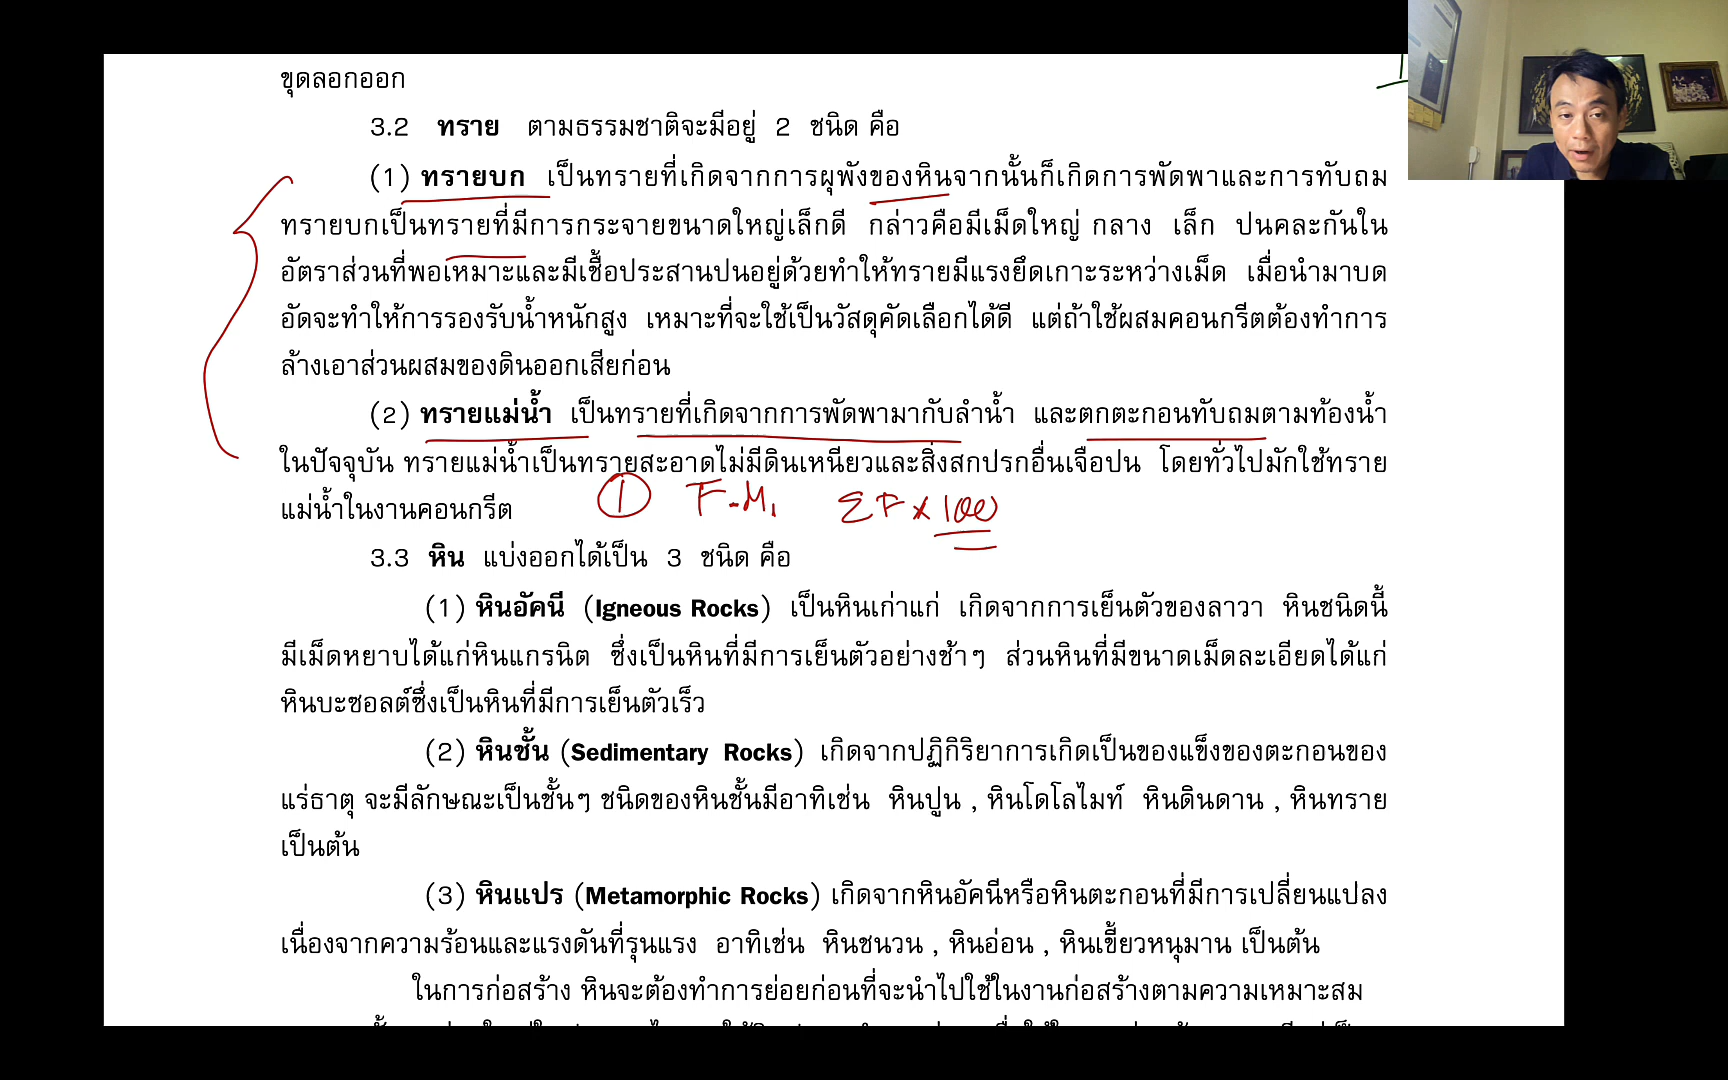 ขุดลอกออก
3.2 ทราย ตามธรรมชาติจะมีอยู่ 2 ชนิด คือ
(1) ทรายบก เป็นทรายที่เกิดจากการผุพังของหินจากนั้นก็เกิดการพัดพาและการทับถม
ทรายบกเป็นทรายที่มีการกระจายขนาดใหญ่เล็กดี กล่าวคือมีเม็ดใหญ่ กลาง เล็ก ปนคละกันใน
อัตราส่วนที่พอเหมาะและมีเชื้อประสานปนอยู่ด้วยทำให้ทรายมีแรงยึดเกาะระหว่างเม็ด เมื่อนำมาบด
อัดจะทำให้การรองรับน้ำหนักสูง เหมาะที่จะใช้เป็นวัสดุคัดเลือกได้ดี แต่ถ้าใช้ผสมคอนกรีตต้องทำการ
ล้างเอาส่วนผสมของดินออกเสียก่อน
(2) ทรายแม่น้ำ เป็นทรายที่เกิดจากการพัดพามากับลำน้ำ และตกตะกอนทับถมตามท้องน้ำ
ในปัจจุบัน ทรายแม่น้ำเป็นทรายสะอาดไม่มีดินเหนียวและสิ่งสกปรกอื่นเจือปน โดยทั่วไปมักใช้ทราย
แม่น้ำในงานคอนกรีต
① F.M. ΣF x 100
3.3 หิน แบ่งออกได้เป็น 3 ชนิด คือ
(1) หินอัคนี (Igneous Rocks) เป็นหินเก่าแก่ เกิดจากการเย็นตัวของลาวา หินชนิดนี้
มีเม็ดหยาบได้แก่หินแกรนิต ซึ่งเป็นหินที่มีการเย็นตัวอย่างช้าๆ ส่วนหินที่มีขนาดเม็ดละเอียดได้แก่
หินบะซอลต์ซึ่งเป็นหินที่มีการเย็นตัวเร็ว
(2) หินชั้น (Sedimentary Rocks) เกิดจากปฏิกิริยาการเกิดเป็นของแข็งของตะกอนของ
แร่ธาตุ จะมีลักษณะเป็นชั้นๆ ชนิดของหินชั้นมีอาทิเช่น หินปูน , หินโดโลไมท์ หินดินดาน , หินทราย
เป็นต้น
(3) หินแปร (Metamorphic Rocks) เกิดจากหินอัคนีหรือหินตะกอนที่มีการเปลี่ยนแปลง
เนื่องจากความร้อนและแรงดันที่รุนแรง อาทิเช่น หินชนวน , หินอ่อน , หินเขี้ยวหนุมาน เป็นต้น
ในการก่อสร้าง หินจะต้องทำการย่อยก่อนที่จะนำไปใช้ในงานก่อสร้างตามความเหมาะสม